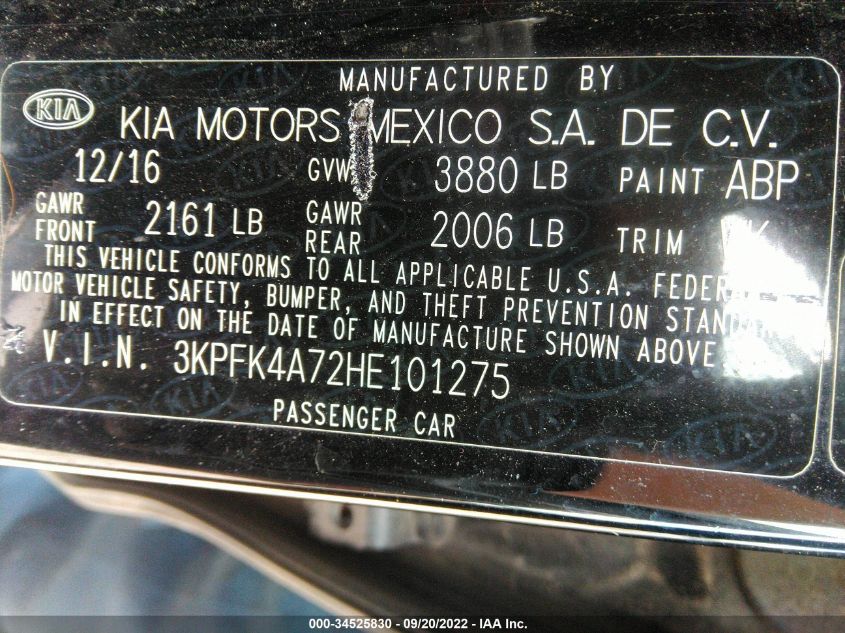 MANUFACTURED BY
KIA
KIA MOTORS MEXICO S.A. DE C.V.
12/16 GVW 3880 LB PAINT ABP
GAWR FRONT 2161 LB GAWR REAR 2006 LB TRIM
THIS VEHICLE CONFORMS TO ALL APPLICABLE U.S.A.
MOTOR VEHICLE SAFETY, BUMPER, AND THEFT PREVENTION
IN EFFECT ON THE DATE OF MANUFACTURE SHOWN ABOVE
V.I.N. 3KPFK4A72HE101275
PASSENGER CAR
000-34525830 - 09/20/2022 - IAA Inc.